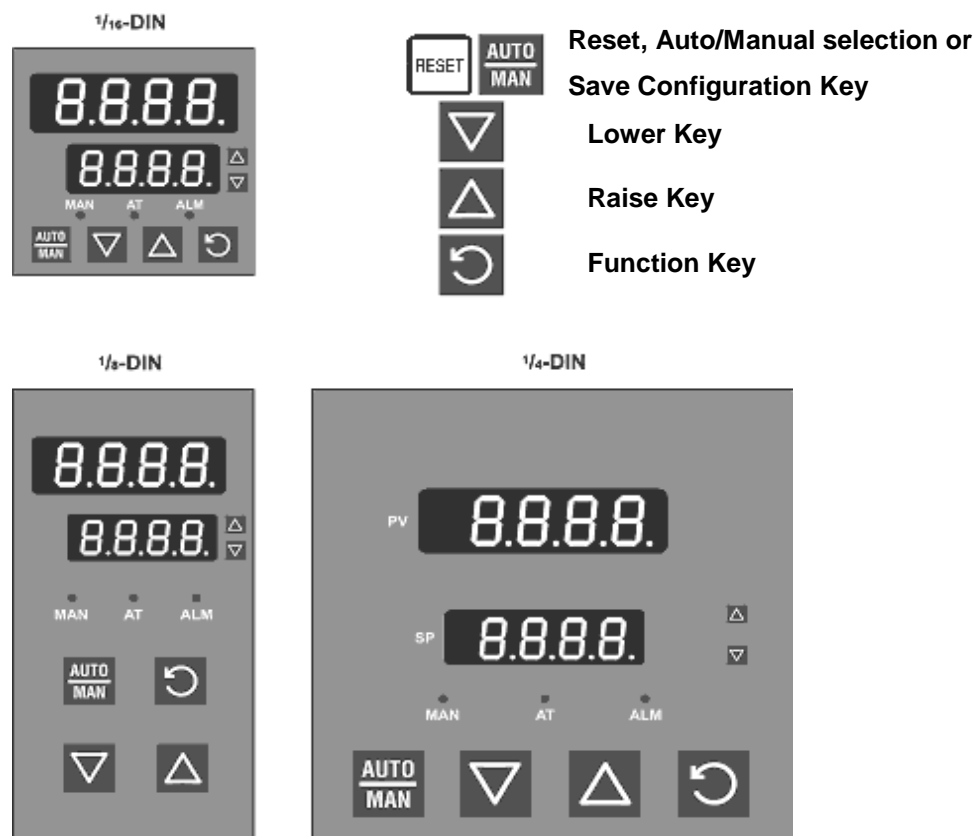 1/16-DIN
8.8.8.8.
8.8.8.8.
MAN AT ALM
AUTO
MAN
RESET
AUTO
MAN
Reset, Auto/Manual selection or
Save Configuration Key
Lower Key
Raise Key
Function Key
1/8-DIN
8.8.8.8.
8.8.8.8.
MAN AT ALM
AUTO
MAN
1/4-DIN
PV 8.8.8.8.
SP 8.8.8.8.
MAN AT ALM
AUTO
MAN